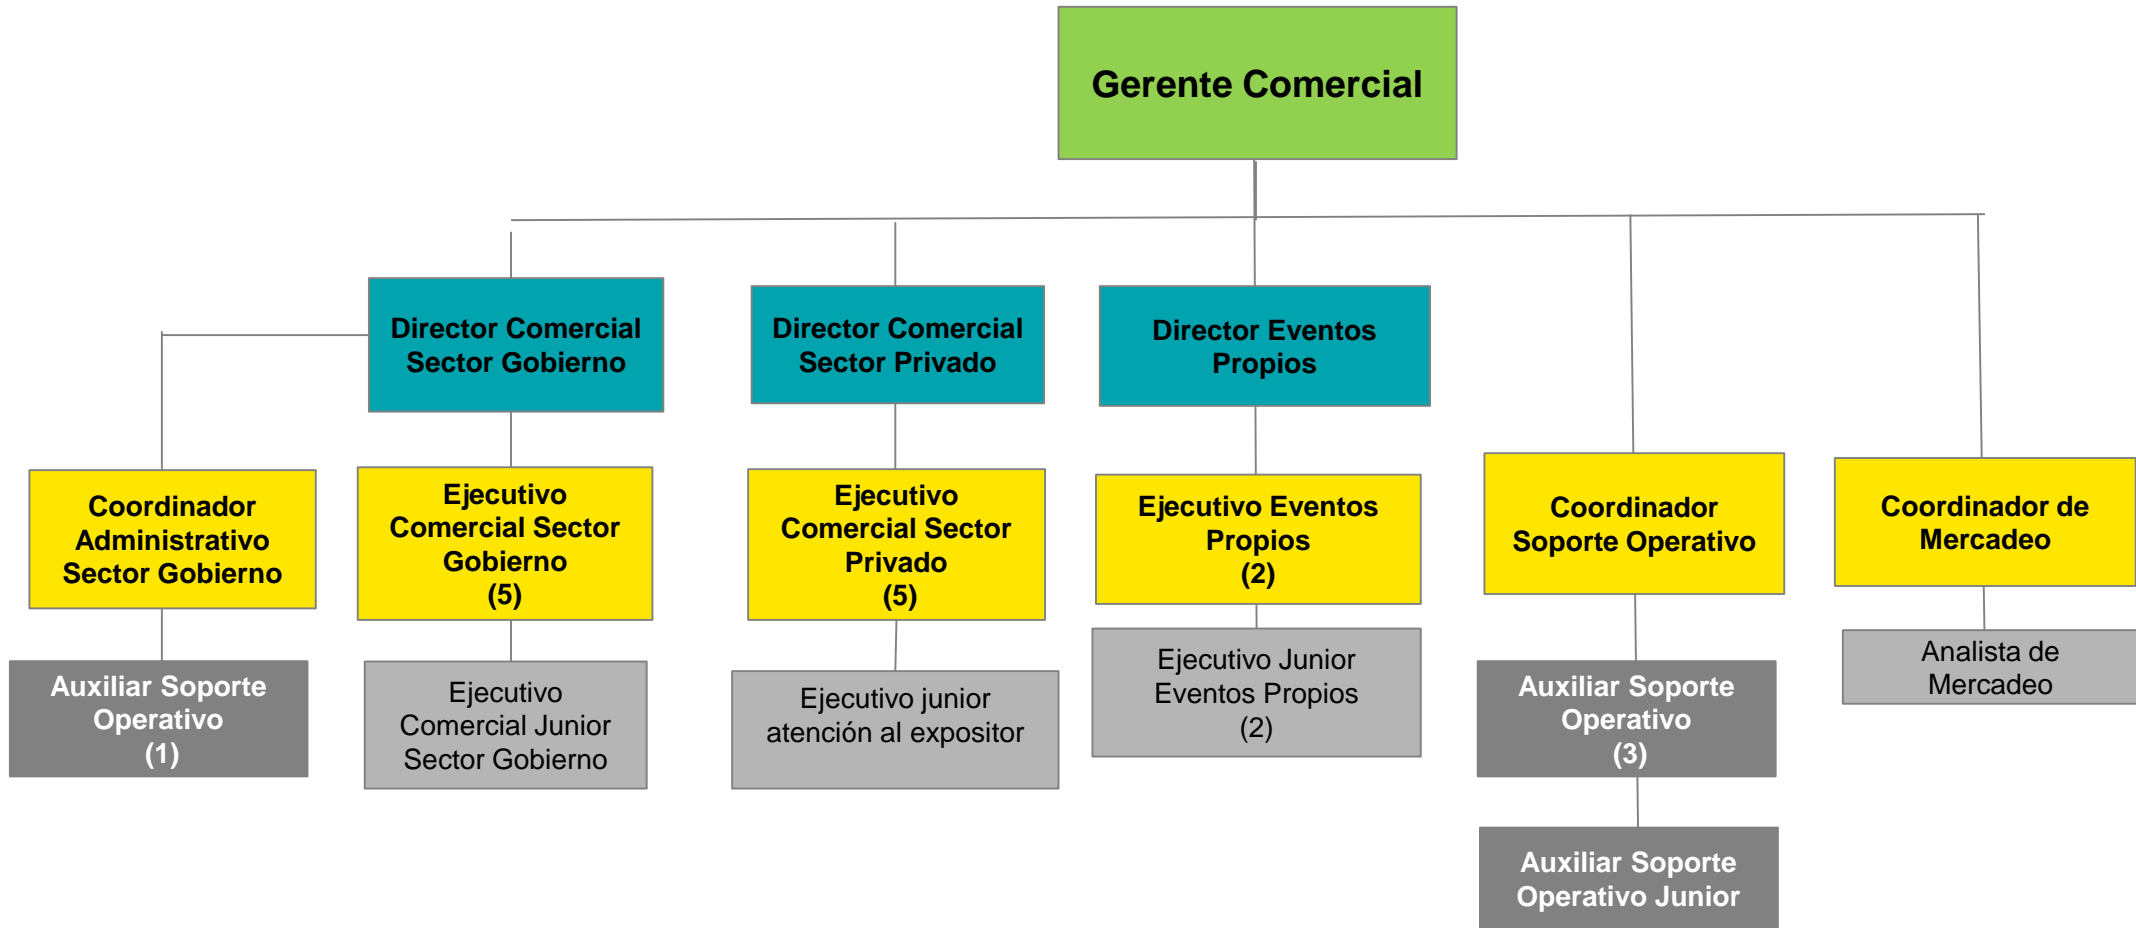 Gerente Comercial
Director Comercial
Sector Gobierno
Director Comercial
Sector Privado
Director Eventos
Propios
Coordinador
Administrativo
Sector Gobierno
Ejecutivo
Comercial Sector
Gobierno
(5)
Ejecutivo
Comercial Sector
Privado
(5)
Ejecutivo Eventos
Propios
(2)
Coordinador
Soporte Operativo
Coordinador de
Mercadeo
Auxiliar Soporte
Operativo
(1)
Ejecutivo
Comercial Junior
Sector Gobierno
Ejecutivo junior
atención al expositor
Ejecutivo Junior
Eventos Propios
(2)
Auxiliar Soporte
Operativo
(3)
Analista de
Mercadeo
Auxiliar Soporte
Operativo Junior